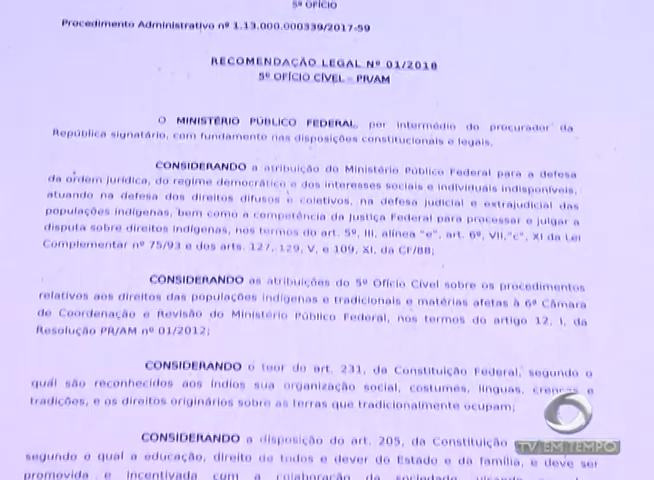 5º OFÍCIO
Procedimento Administrativo nº 1.13.000.000339/2017-59
RECOMENDAÇÃO LEGAL Nº 01/2018
5º OFÍCIO CÍVEL – PR/AM
O MINISTÉRIO PÚBLICO FEDERAL, por intermédio do procurador da
República signatário, com fundamento nas disposições constitucionais e legais,
CONSIDERANDO a atribuição do Ministério Público Federal para a defesa
da ordem jurídica, do regime democrático e dos interesses sociais e individuais indisponíveis,
atuando na defesa dos direitos difusos e coletivos, na defesa judicial e extrajudicial das
populações indígenas, bem como a competência da Justiça Federal para processar e julgar a
disputa sobre direitos indígenas, nos termos do art. 5º, III, alínea "e", art. 6º, VII,"c", XI da Lei
Complementar nº 75/93 e dos arts. 127, 129, V, e 109, XI, da CF/88;
CONSIDERANDO as atribuições do 5º Ofício Cível sobre os procedimentos
relativos aos direitos das populações indígenas e tradicionais e matérias afetas à 6ª Câmara
de Coordenação e Revisão do Ministério Público Federal, nos termos do artigo 12, I, da
Resolução PR/AM nº 01/2012;
CONSIDERANDO o teor do art. 231, da Constituição Federal, segundo o
qual são reconhecidos aos índios sua organização social, costumes, línguas, crenças e
tradições, e os direitos originários sobre as terras que tradicionalmente ocupam;
CONSIDERANDO a disposição do art. 205, da Constituição
TV EM TEMPO
segundo o qual a educação, direito de todos e dever do Estado e da família, e deve ser
promovida e incentivada com a colaboração da sociedade, visando